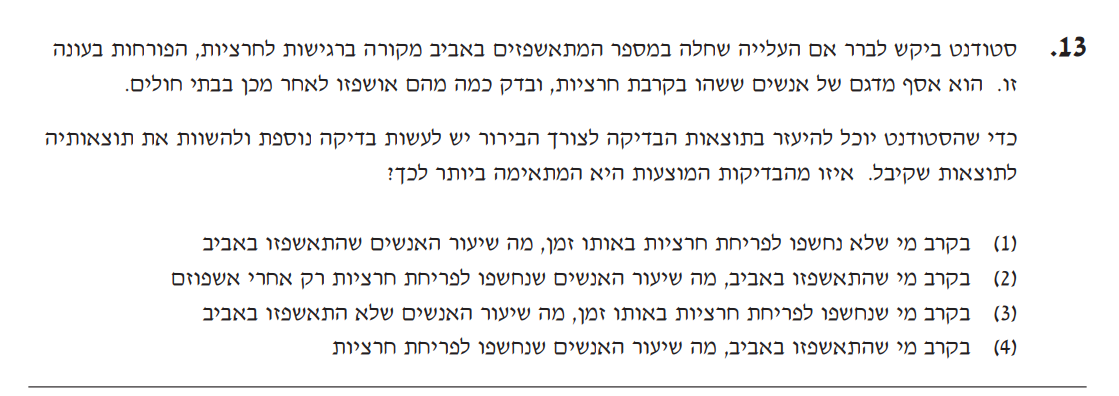 13. סטודנט ביקש לברר אם העלייה שחלה במספר המתאשפזים באביב מקורה ברגישות לחרציות, הפורחות בעונה
זו. הוא אסף מדגם של אנשים ששהו בקרבת חרציות, ובדק כמה מהם אושפזו לאחר מכן בבתי חולים.
כדי שהסטודנט יוכל להיעזר בתוצאות הבדיקה לצורך הבירור יש לעשות בדיקה נוספת ולהשוות את תוצאותיה
לתוצאות שקיבל. איזו מהבדיקות המוצעות היא המתאימה ביותר לכך?
(1) בקרב מי שלא נחשפו לפריחת חרציות באותו זמן, מה שיעור האנשים שהתאשפזו באביב
(2) בקרב מי שהתאשפזו באביב, מה שיעור האנשים שנחשפו לפריחת חרציות רק אחרי אשפוזם
(3) בקרב מי שנחשפו לפריחת חרציות באותו זמן, מה שיעור האנשים שלא התאשפזו באביב
(4) בקרב מי שהתאשפזו באביב, מה שיעור האנשים שנחשפו לפריחת חרציות